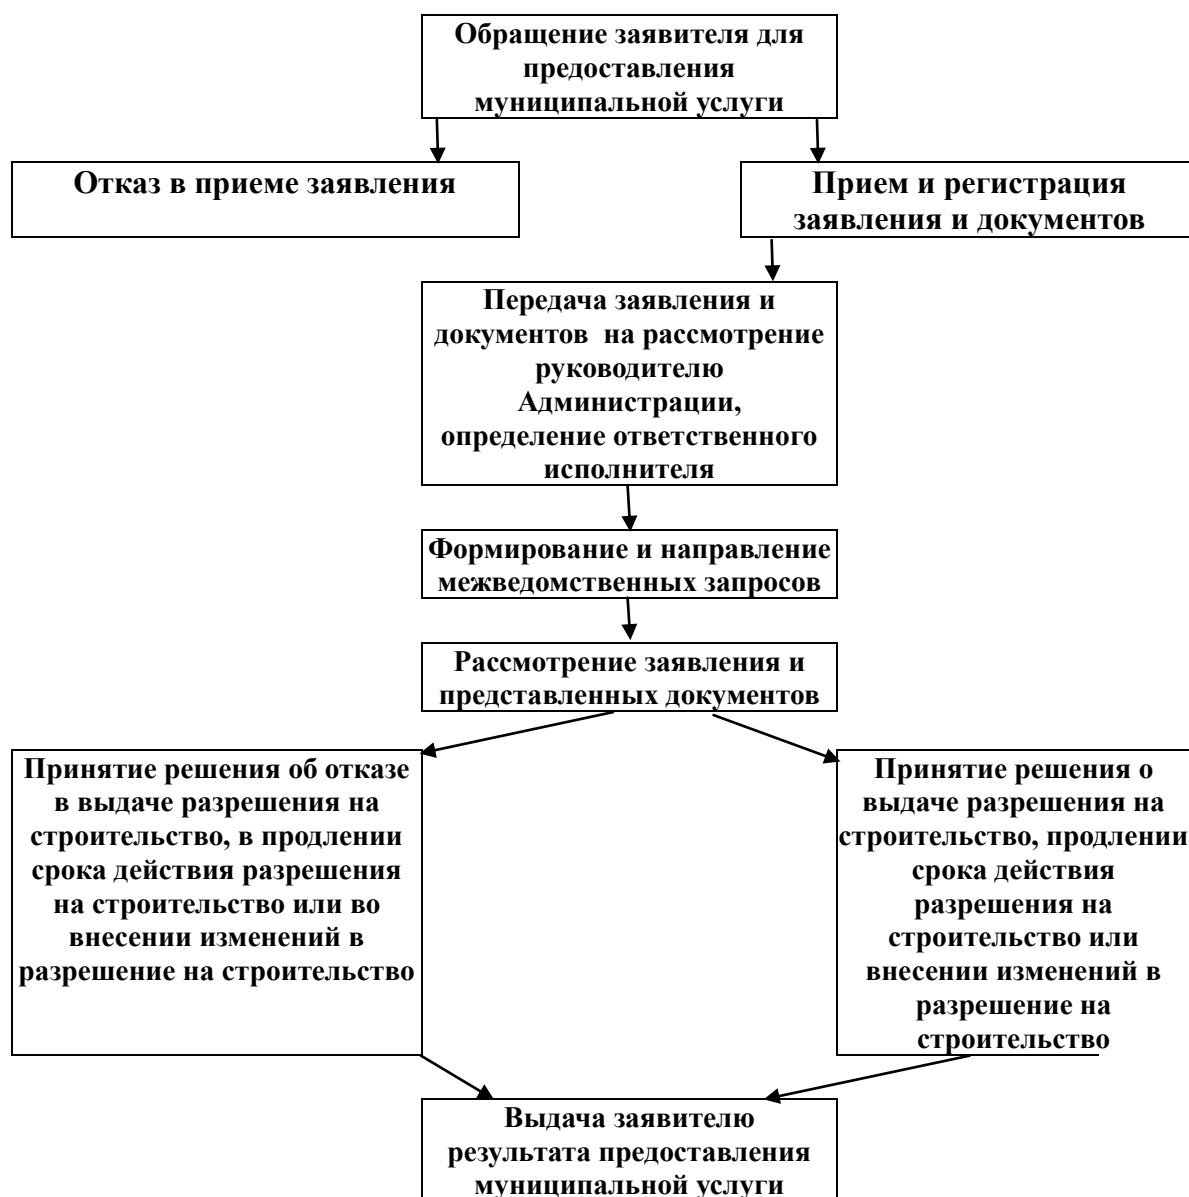 Обращение заявителя для
предоставления
муниципальной услуги
Отказ в приеме заявления
Прием и регистрация
заявления и документов
Передача заявления и
документов  на рассмотрение
руководителю
Администрации,
определение ответственного
исполнителя
Формирование и направление
межведомственных запросов
Рассмотрение заявления и
представленных документов
Принятие решения об отказе
в выдаче разрешения на
строительство, в продлении
срока действия разрешения
на строительство или во
внесении изменений в
разрешение на строительство
Принятие решения о
выдаче разрешения на
строительство, продлении
срока действия
разрешения на
строительство или
внесении изменений в
разрешение на
строительство
Выдача заявителю
результата предоставления
муниципальной услуги